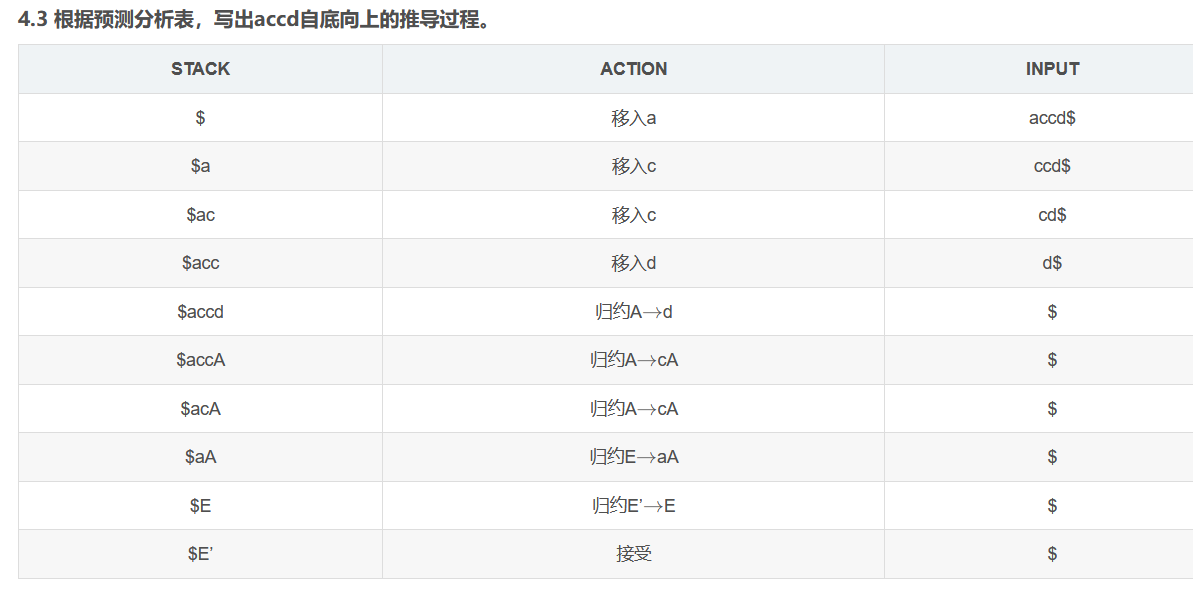 4.3 根据预测分析表，写出accd自底向上的推导过程。
STACK ACTION INPUT
$ 移入a accd$
$a 移入c ccd$
$ac 移入c cd$
$acc 移入d d$
$accd 归约A→d $
$accA 归约A→cA $
$acA 归约A→cA $
$aA 归约E→aA $
$E 归约E’→E $
$E’ 接受 $